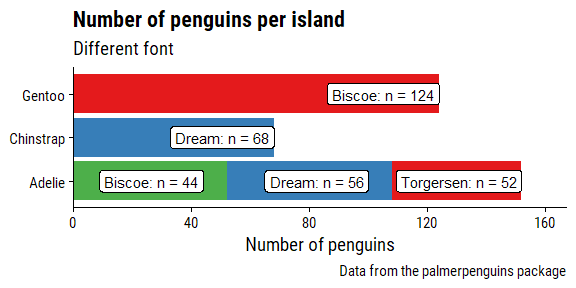 Number of penguins per island
Different font
Gentoo
Biscoe: n = 124
Chinstrap
Dream: n = 68
Adelie
Biscoe: n = 44
Dream: n = 56
Torgersen: n = 52
0
40
80
120
160
Number of penguins
Data from the palmerpenguins package